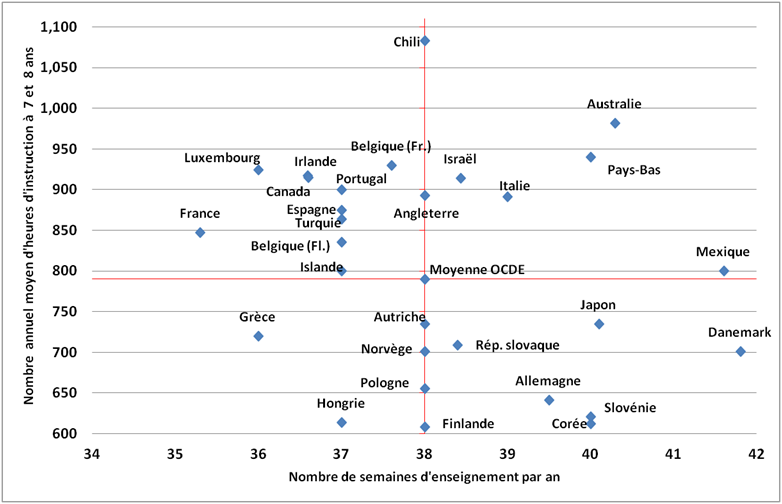 Nombre annuel moyen d'heures d'instruction à 7 et 8 ans
1,100
1,050
1,000
950
900
850
800
750
700
650
600
Chili
Australie
Belgique (Fr.)
Luxembourg
Irlande
Israël
Pays-Bas
Canada
Portugal
Italie
France
Espagne
Angleterre
Turquie
Belgique (Fl.)
Mexique
Islande
Moyenne OCDE
Grèce
Autriche
Japon
Danemark
Norvège
Rép. slovaque
Pologne
Allemagne
Hongrie
Slovénie
Finlande
Corée
34 35 36 37 38 39 40 41 42
Nombre de semaines d'enseignement par an